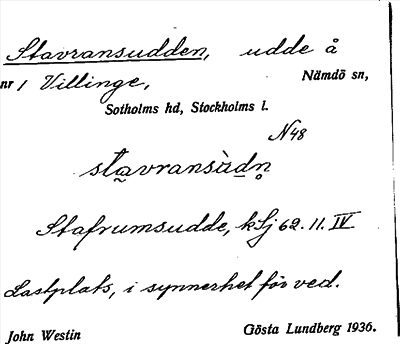 Stavransudden, udde å
nr 1 Villinge, Nämdö sn,
Sotholms hd, Stockholms l.
N48
stavransùdn̥
Stafrumsudde, kSj 62.11.IV
Lastplats, i synnerhet för ved.
John Westin Gösta Lundberg 1936.